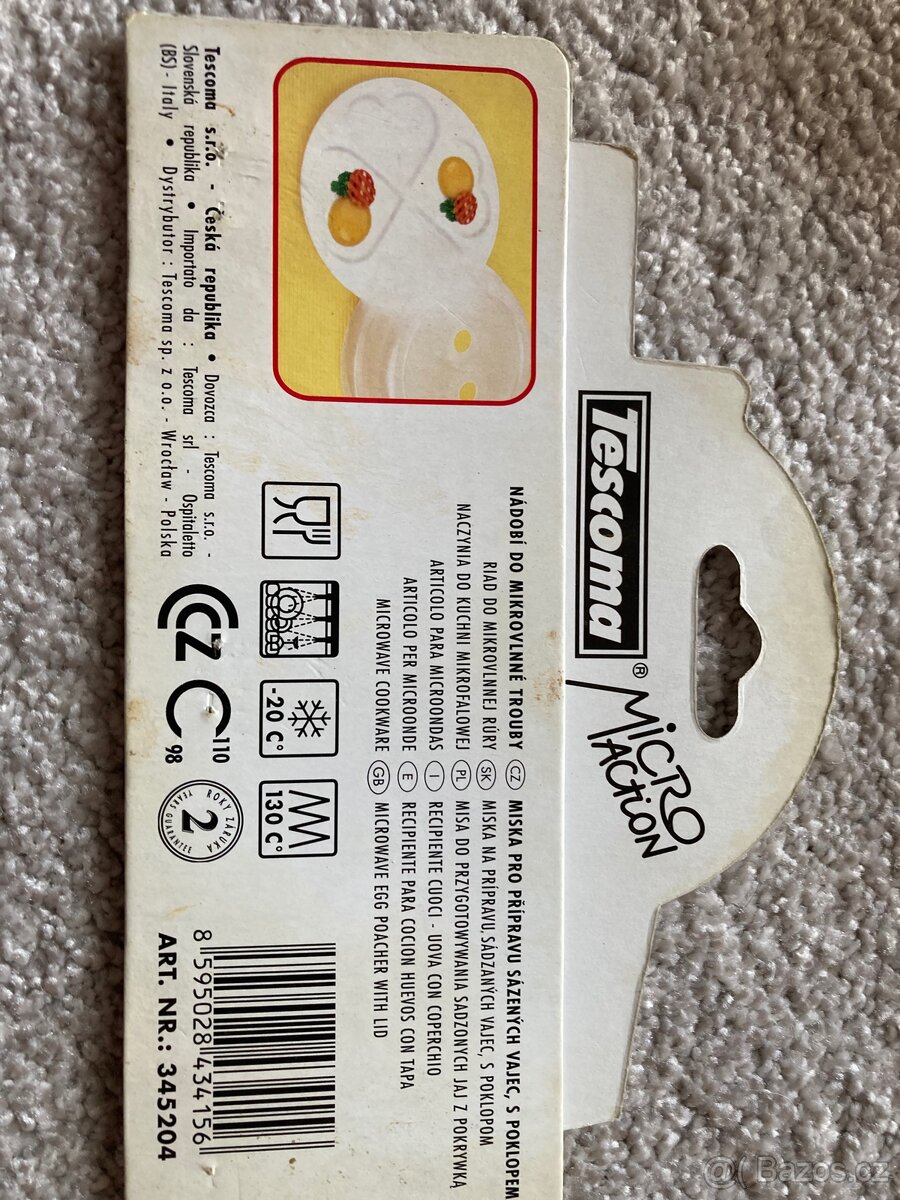 Tescoma®
MICRO
ACTION
NÁDOBÍ DO MIKROVLNNÉ TROUBY CZ MISKA PRO PŘÍPRAVU SÁZENÝCH VAJEC, S POKLOPEM
RIAD DO MIKROVLNNEJ RÚRY SK MISKA NA PRÍPRAVU SÁDZANÝCH VAJEC, S POKLOPOM
NACZYNIA DO KUCHNI MIKROFALOWEJ PL MISA DO PRZYGOTOWYWANIA SADZONYCH JAJ Z POKRYWKA
ARTICOLO PARA MICROONDAS I RECIPIENTE CUOCI - UOVA CON COPERCHIO
ARTICOLO PER MICROONDE E RECIPIENTE PARA COCION HUEVOS CON TAPA
MICROWAVE COOKWARE GB MICROWAVE EGG POACHER WITH LID
-20 C°
130 C°
Tescoma s.r.o. - Česká republika • Dovozca : Tescoma s.r.o. -
Slovenská republika • Importato da : Tescoma srl - Ospitaletto
(BS) - Italy • Dystrybutor : Tescoma sp. z o.o. - Wrocław - Polska
CZ C 110 98
ROKY ZÁRUKA
2
YEARS GUARANTEE
8 595028 434156
ART. NR.: 345204
@( Bazos.cz